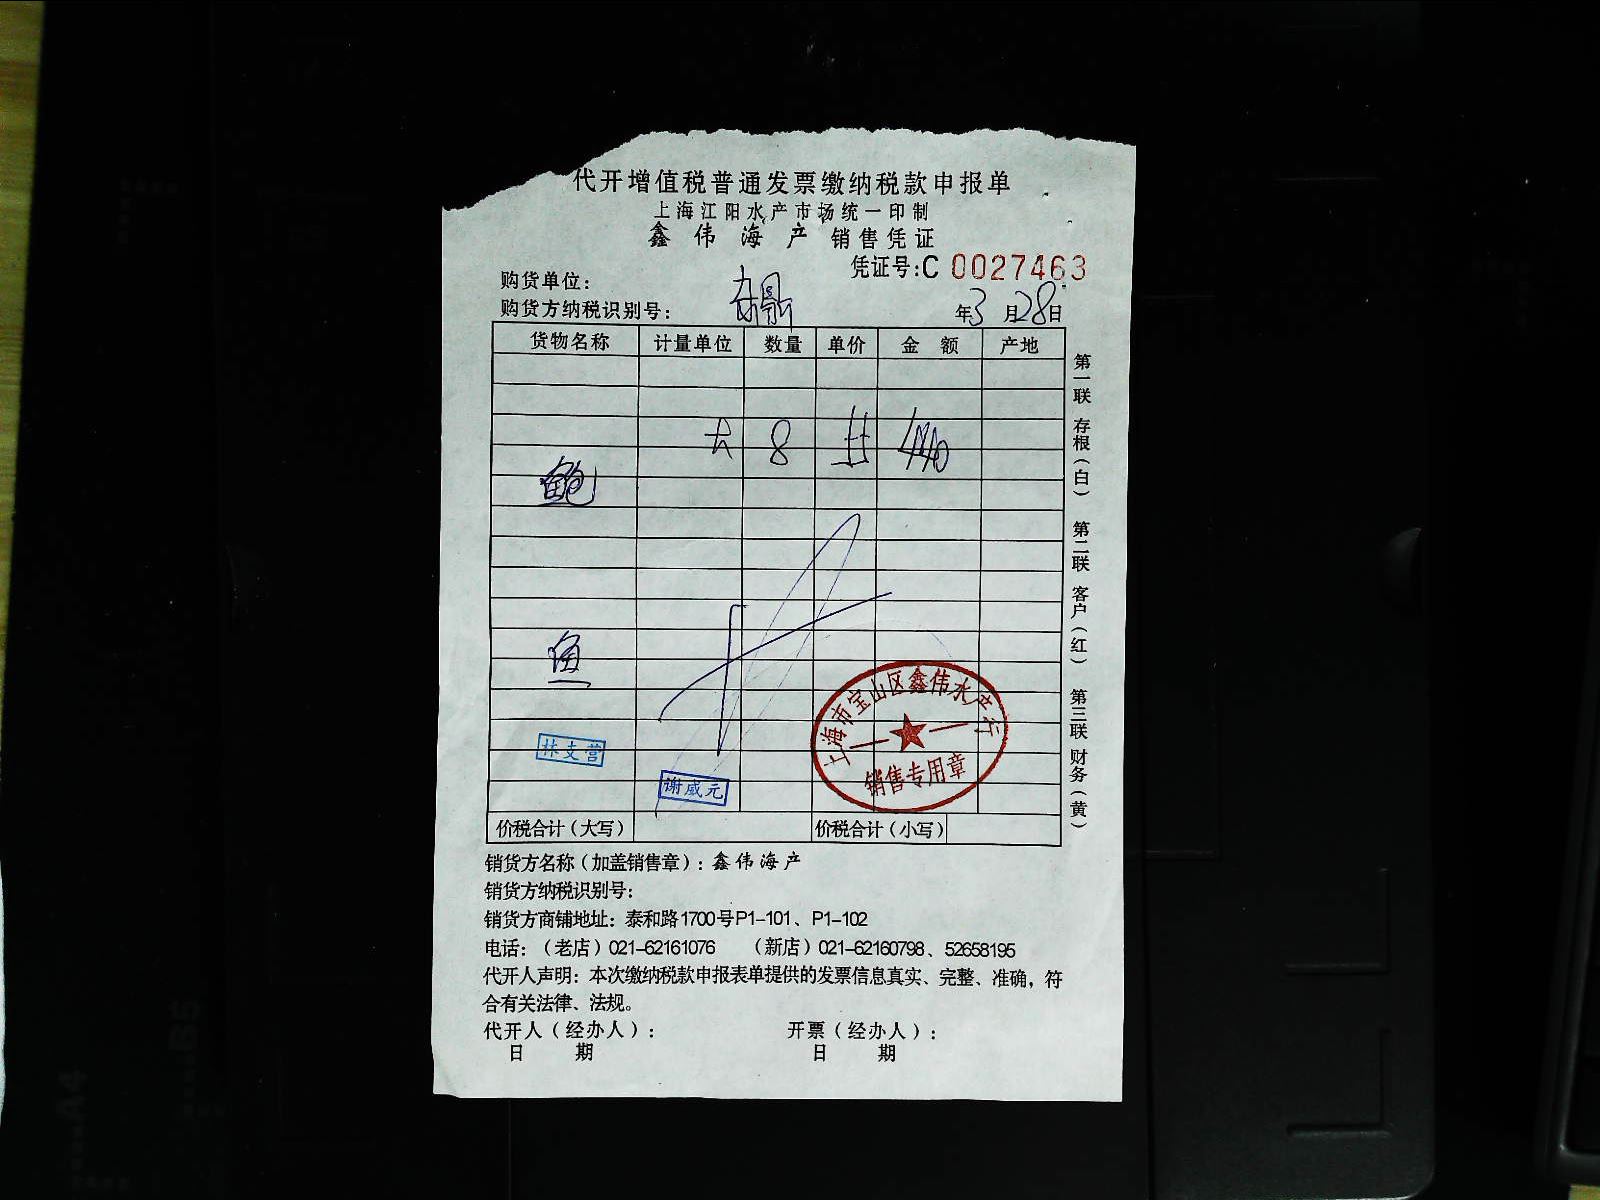 代开增值税普通发票缴纳税款申报单
上海江阳水产市场统一印制
鑫伟海产 销售凭证
凭证号:C 0027463
购货单位:
购货方纳税识别号:
年3月28日
货物名称 计量单位 数量 单价 金额 产地
大 8 440
鲍
鱼
林支营
谢威元
上海市宝山区鑫伟水产行
销售专用章
价税合计(大写) 价税合计(小写)
第一联 存根(白) 第二联 客户(红) 第三联 财务(黄)
销货方名称(加盖销售章):鑫伟海产
销货方纳税识别号:
销货方商铺地址:泰和路1700号P1-101、P1-102
电话:(老店)021-62161076 (新店)021-62160798、52658195
代开人声明:本次缴纳税款申报表单提供的发票信息真实、完整、准确,符
合有关法律、法规。
代开人(经办人): 开票(经办人):
日 期 日 期